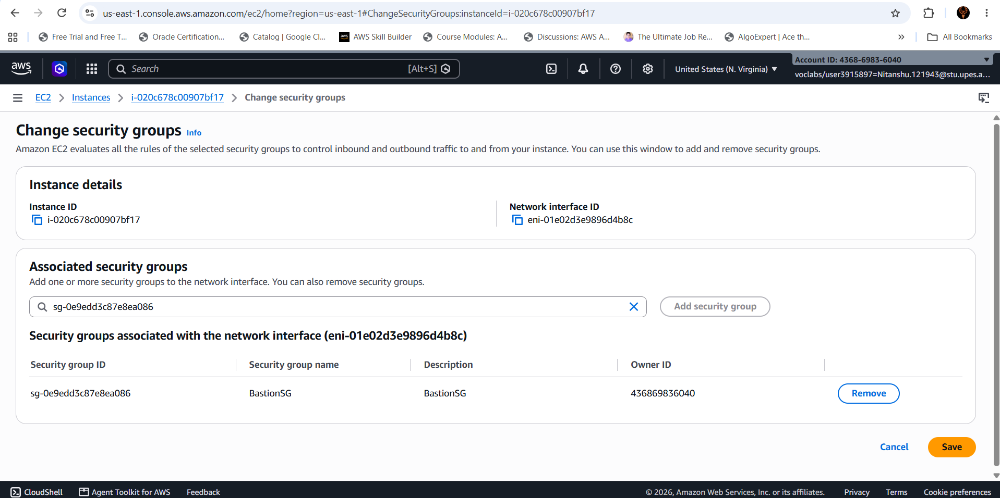 us-east-1.console.aws.amazon.com/ec2/home?region=us-east-1#ChangeSecurityGroups:instanceId=i-020c678c00907bf17
Free Trial and Free T... Oracle Certification... Catalog | Google Cl... aws AWS Skill Builder Course Modules: A... Discussions: AWS A... The Ultimate Job Re... AlgoExpert | Ace th... » All Bookmarks
aws Search [Alt+S] United States (N. Virginia) ▼ Account ID: 4368-6983-6040 ▼
voclabs/user3915897=Nitanshu.121943@stu.upes.a...
EC2 > Instances > i-020c678c00907bf17 > Change security groups
Change security groups Info
Amazon EC2 evaluates all the rules of the selected security groups to control inbound and outbound traffic to and from your instance. You can use this window to add and remove security groups.
Instance details
Instance ID Network interface ID
i-020c678c00907bf17 eni-01e02d3e9896d4b8c
Associated security groups
Add one or more security groups to the network interface. You can also remove security groups.
sg-0e9edd3c87e8ea086 Add security group
Security groups associated with the network interface (eni-01e02d3e9896d4b8c)
Security group ID Security group name Description Owner ID
sg-0e9edd3c87e8ea086 BastionSG BastionSG 436869836040 Remove
Cancel Save
CloudShell Agent Toolkit for AWS Feedback © 2026, Amazon Web Services, Inc. or its affiliates. Privacy Terms Cookie preferences